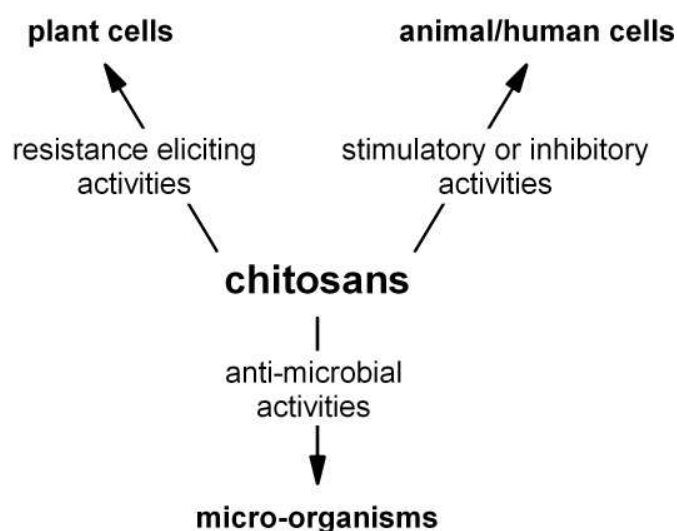 plant cells
animal/human cells
resistance eliciting
activities
stimulatory or inhibitory
activities
chitosans
anti-microbial
activities
micro-organisms